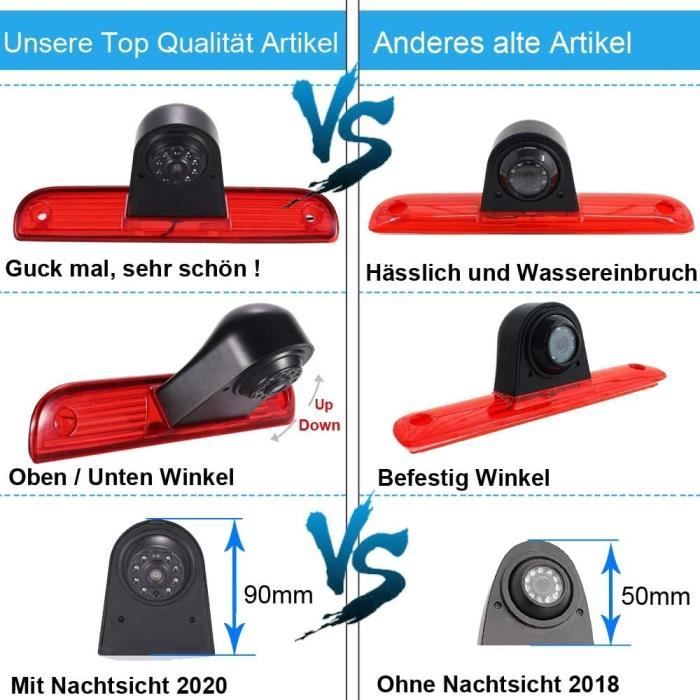 Unsere Top Qualität Artikel
Anderes alte Artikel
VS
Guck mal, sehr schön !
Hässlich und Wassereinbruch
Up
Down
Oben / Unten Winkel
Befestig Winkel
VS
90mm
50mm
Mit Nachtsicht 2020
Ohne Nachtsicht 2018